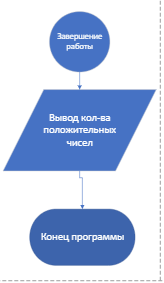 Завершение
работы
Вывод кол-ва
положительных
чисел
Конец программы